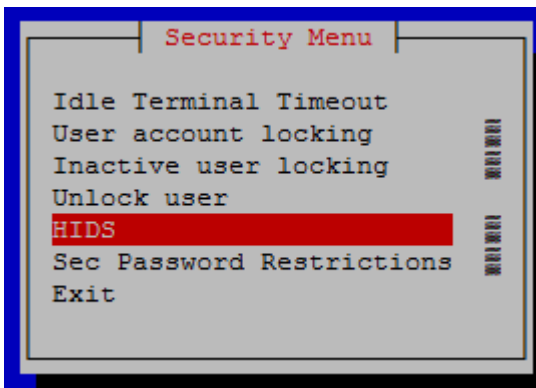 Security Menu
Idle Terminal Timeout
User account locking
Inactive user locking
Unlock user
HIDS
Sec Password Restrictions
Exit